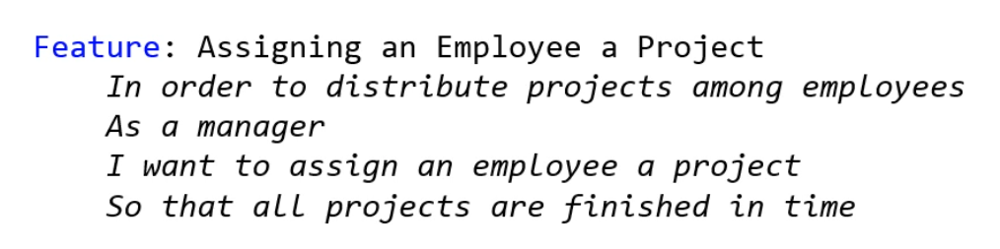 Feature: Assigning an Employee a Project
In order to distribute projects among employees
As a manager
I want to assign an employee a project
So that all projects are finished in time